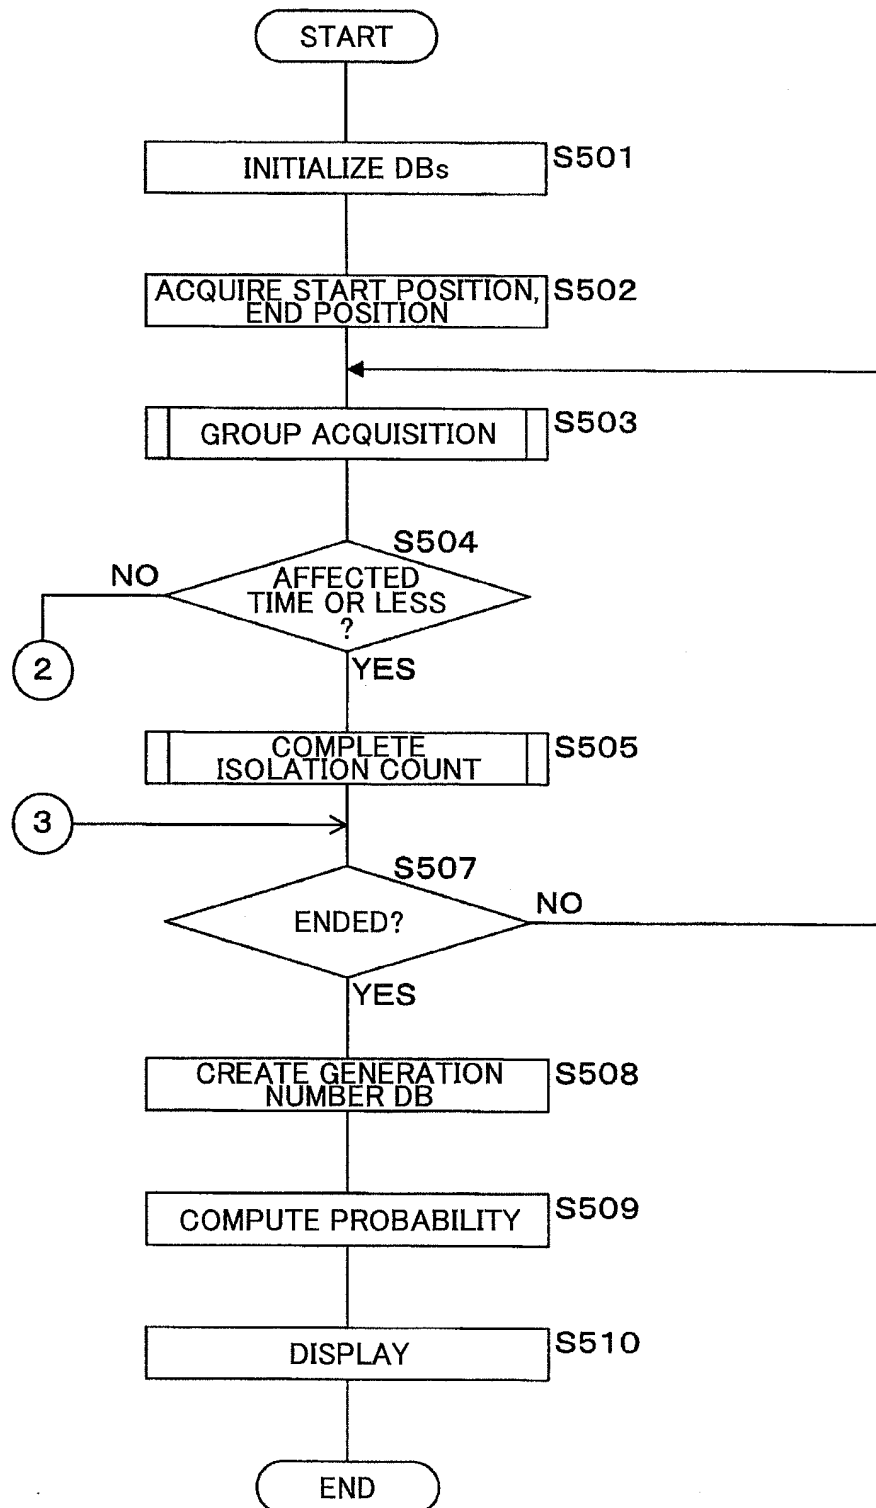 START
INITIALIZE DBs
S501
ACQUIRE START POSITION,
END POSITION
S502
GROUP ACQUISITION
S503
S504
NO
AFFECTED
TIME OR LESS
?
2
YES
COMPLETE
ISOLATION COUNT
S505
3
S507
ENDED?
NO
YES
CREATE GENERATION
NUMBER DB
S508
COMPUTE PROBABILITY
S509
DISPLAY
S510
END